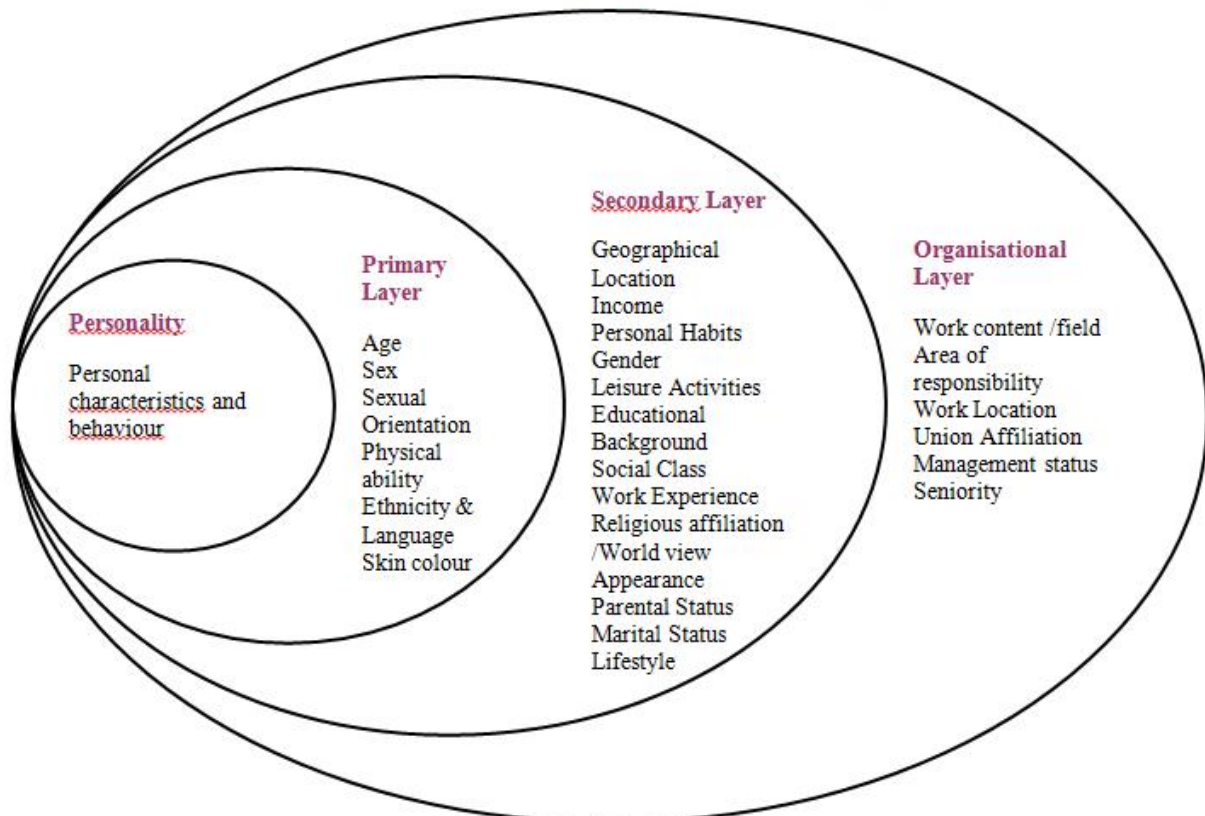 Personality
Personal
characteristics and
behaviour
Primary
Layer
Age
Sex
Sexual
Orientation
Physical
ability
Ethnicity &
Language
Skin colour
Secondary Layer
Geographical
Location
Income
Personal Habits
Gender
Leisure Activities
Educational
Background
Social Class
Work Experience
Religious affiliation
/World view
Appearance
Parental Status
Marital Status
Lifestyle
Organisational
Layer
Work content /field
Area of
responsibility
Work Location
Union Affiliation
Management status
Seniority